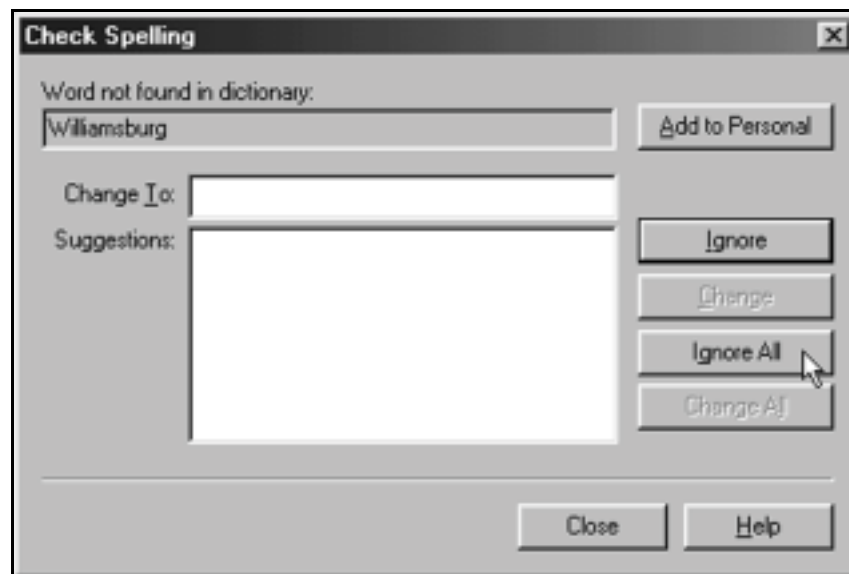 Check Spelling
Word not found in dictionary:
Williamsburg
Add to Personal
Change To:
Suggestions:
Ignore
Change
Ignore All
Change All
Close
Help